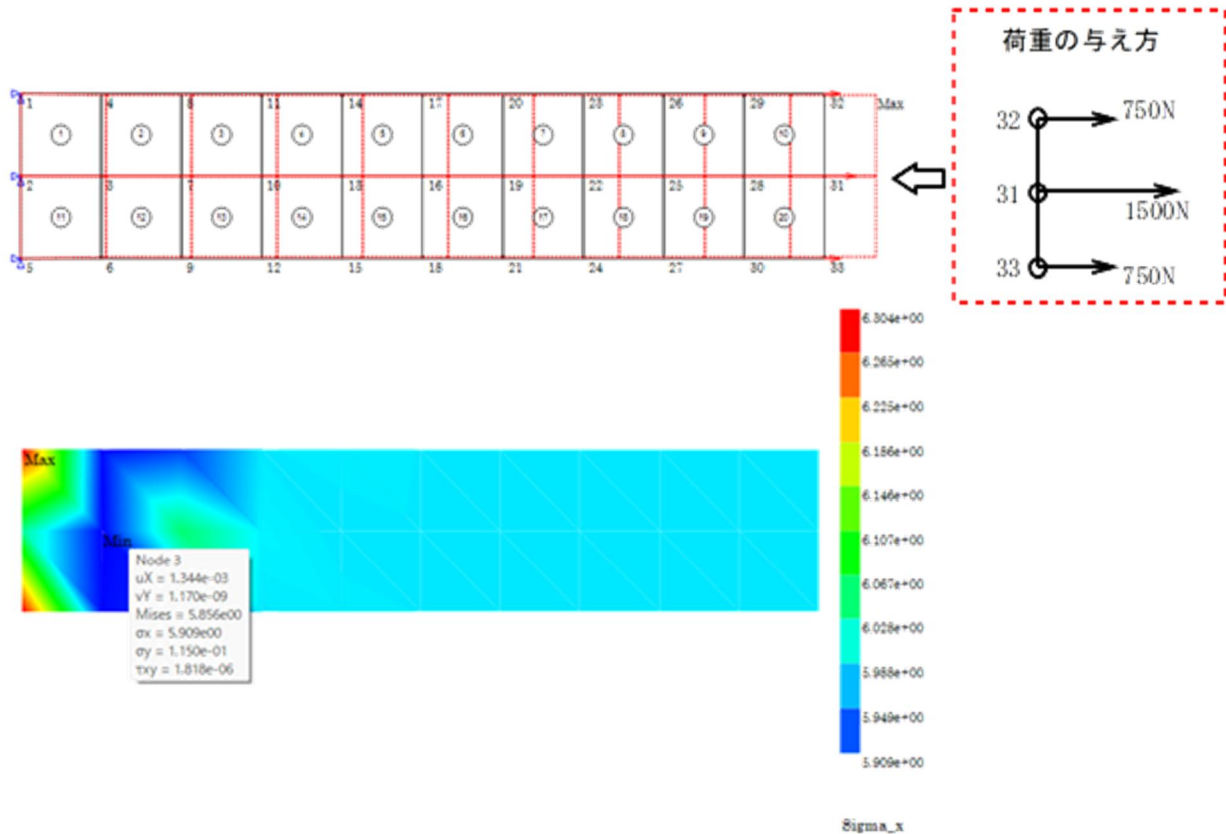 荷重の与え方
32 750N
31 1500N
33 750N
1 4 8 11 14 17 20 23 26 29 32 Max
1 2 3 4 5 6 7 8 9 10
2 3 7 10 13 16 19 22 25 28 31
11 12 13 14 15 16 17 18 19 20
5 6 9 12 15 18 21 24 27 30 33
6.304e+00
6.265e+00
6.225e+00
6.186e+00
6.146e+00
6.107e+00
6.067e+00
6.028e+00
5.988e+00
5.949e+00
5.909e+00
Sigma_x
Max
Min
Node 3
uX = 1.344e-03
vY = 1.170e-09
Mises = 5.856e00
σx = 5.909e00
σy = 1.150e-01
τxy = 1.818e-06